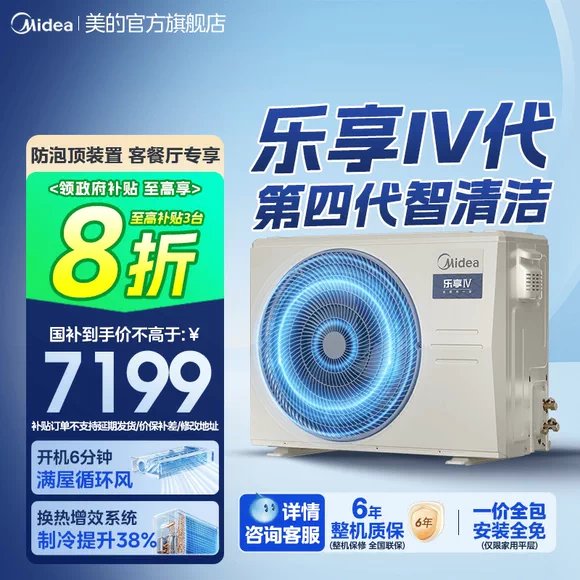 Midea 美的官方旗舰店
乐享IV代
第四代智清洁
防泡顶装置 客餐厅专享
<领政府补贴 至高享>
至高补贴3台
8折
国补到手价不高于:¥
7199
补贴订单不支持延期发货/价保补差/修改地址
开机6分钟
满屋循环风
换热增效系统
制冷提升38%
Midea
乐享IV
详情
咨询客服
6年
整机质保
(整机保修 全国联保)
6年
一价全包
安装全免
(仅限家用平层)